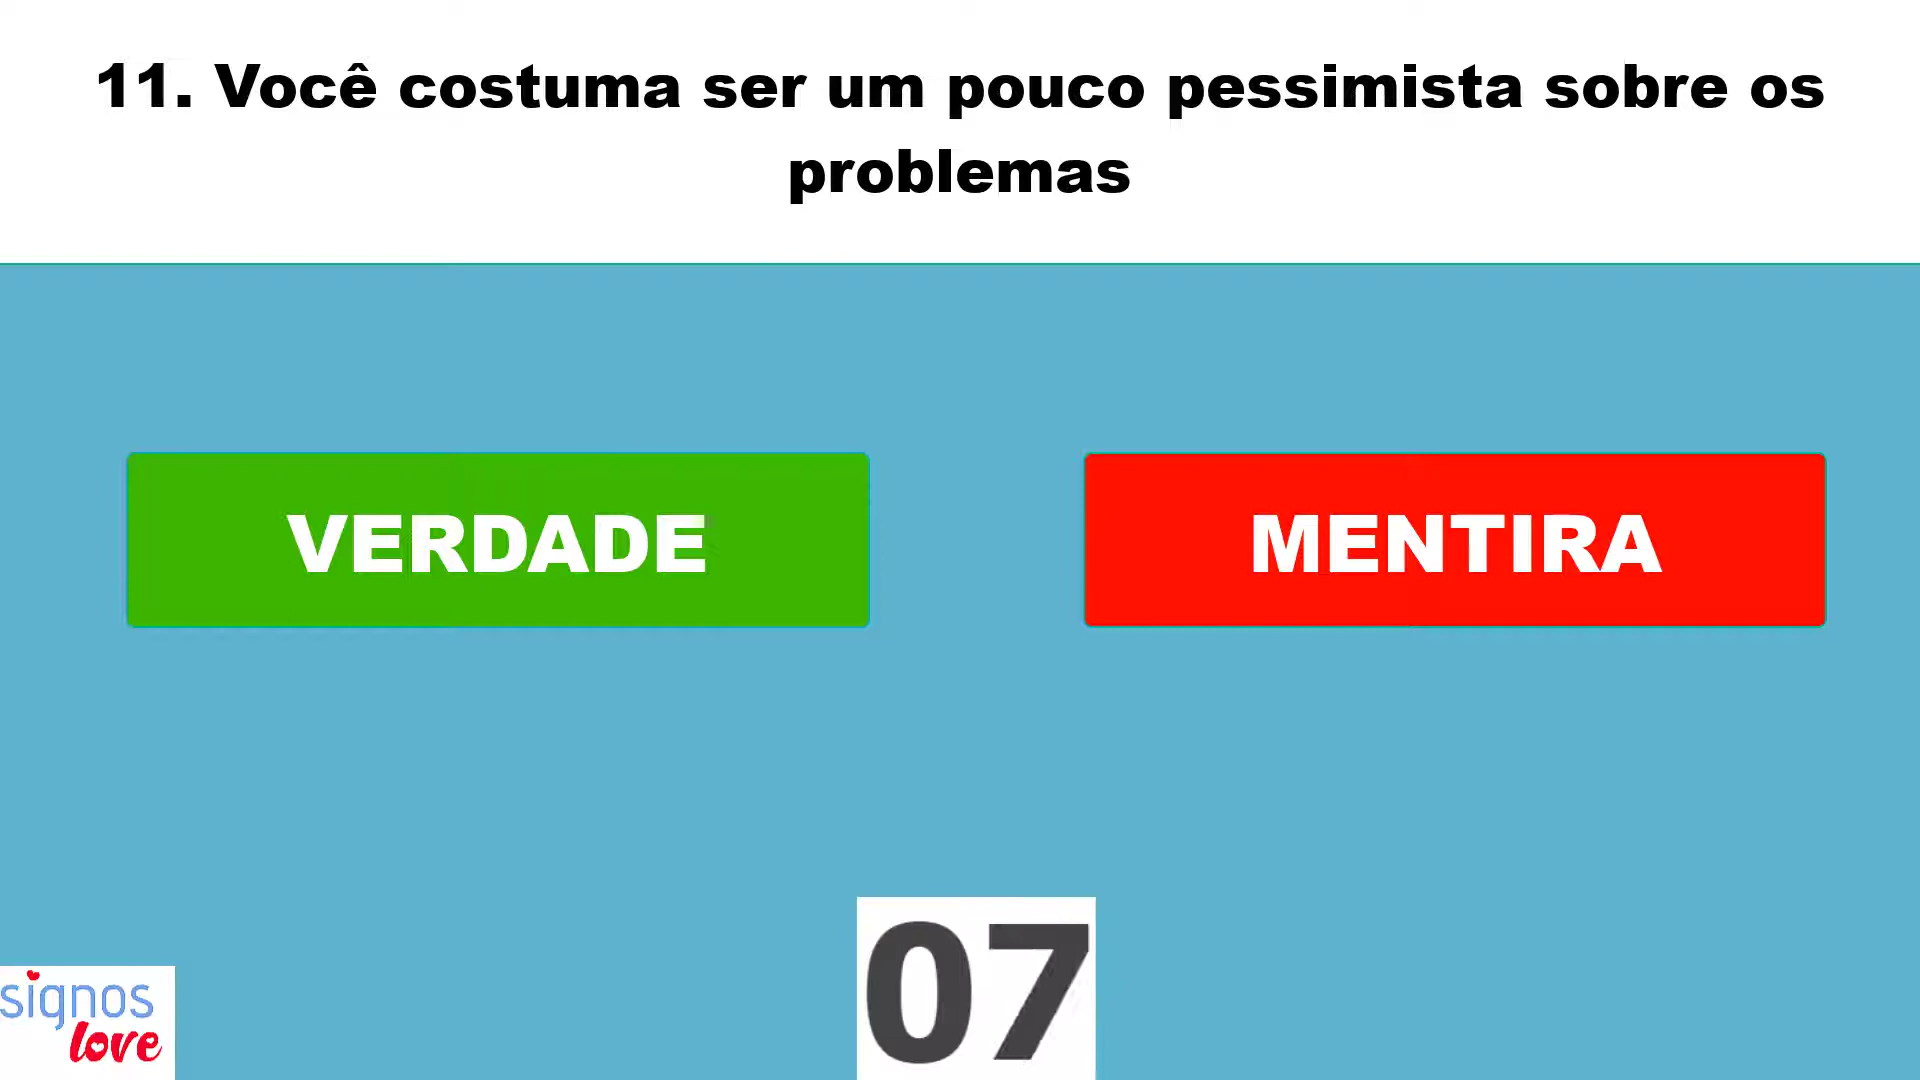 11. Você costuma ser um pouco pessimista sobre os
problemas
VERDADE
MENTIRA
07
signos
love